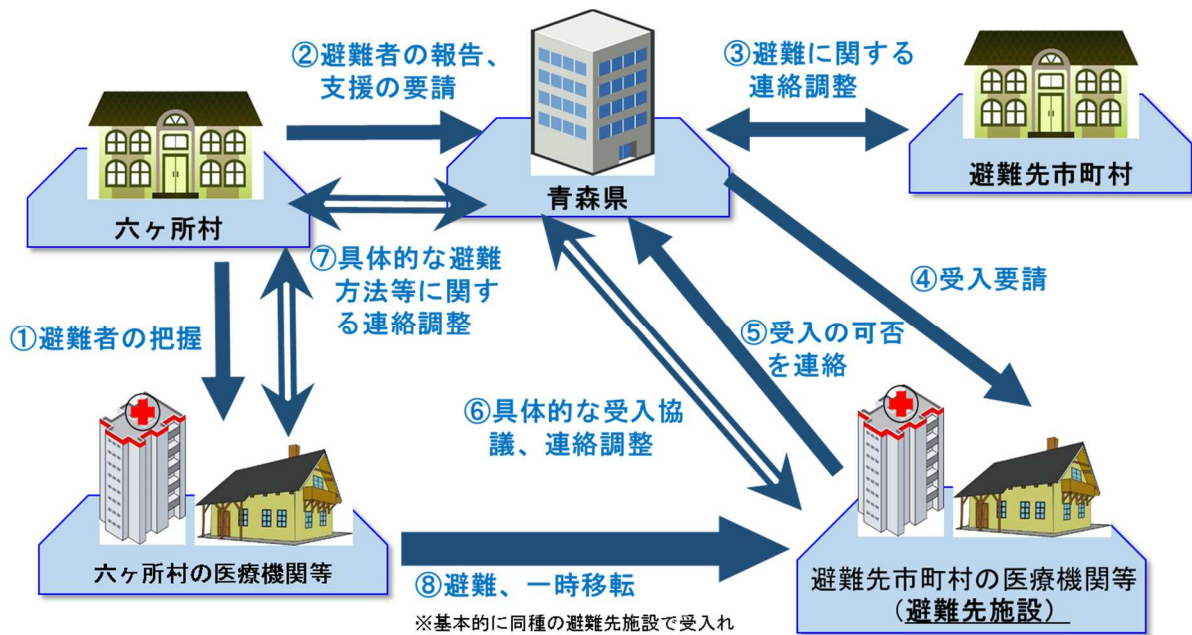 ②避難者の報告、
支援の要請
③避難に関する
連絡調整
六ヶ所村
青森県
避難先市町村
①避難者の把握
⑦具体的な避難
方法等に関す
る連絡調整
④受入要請
⑤受入の可否
を連絡
⑥具体的な受入協
議、連絡調整
六ヶ所村の医療機関等
⑧避難、一時移転
※基本的に同種の避難先施設で受入れ
避難先市町村の医療機関等
（避難先施設）